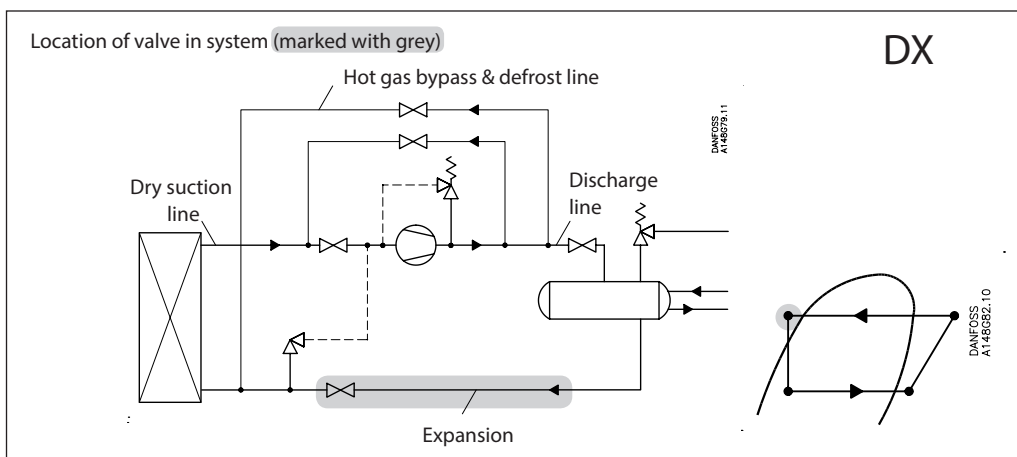 Location of valve in system (marked with grey)
DX
Hot gas bypass & defrost line
DANFOSS
A148G79.11
Dry suction
line
Discharge
line
DANFOSS
A148G82.10
Expansion